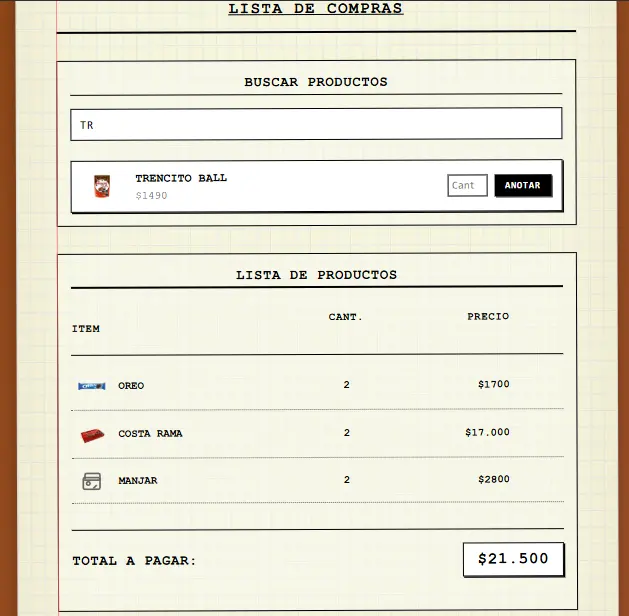 LISTA DE COMPRAS
BUSCAR PRODUCTOS
TR
TRENCITO BALL
$1490
Cant
ANOTAR
LISTA DE PRODUCTOS
ITEM CANT. PRECIO
OREO 2 $1700
COSTA RAMA 2 $17.000
MANJAR 2 $2800
TOTAL A PAGAR: $21.500